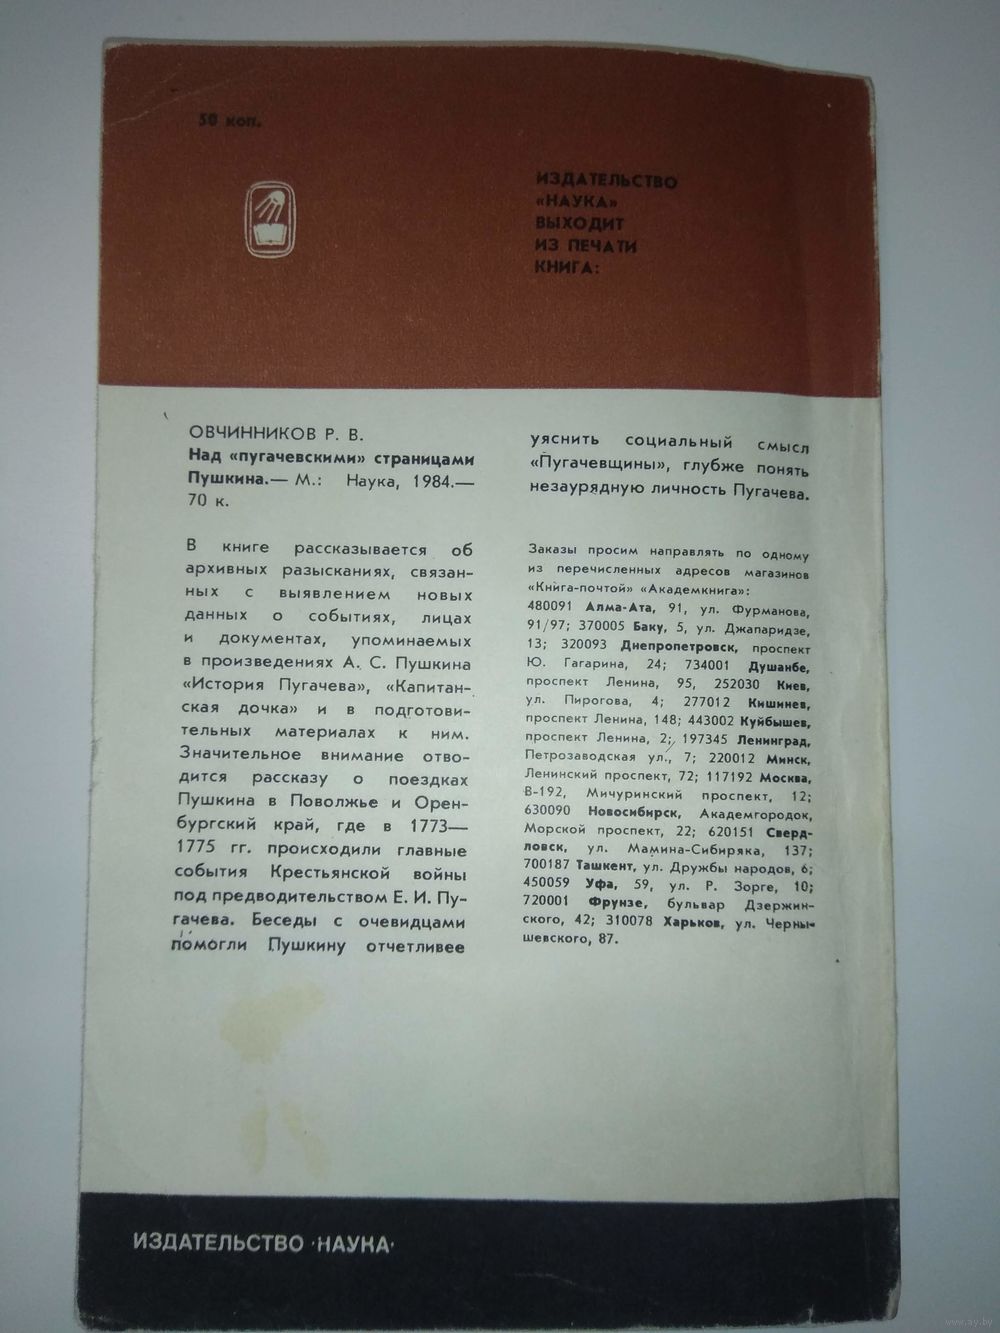 50 коп.
ИЗДАТЕЛЬСТВО
«НАУКА»
ВЫХОДИТ
ИЗ ПЕЧАТИ
КНИГА:
ОВЧИННИКОВ Р. В.
Над «пугачевскими» страницами
Пушкина.— М.: Наука, 1984.—
70 к.
В книге рассказывается об
архивных разысканиях, связан-
ных с выявлением новых
данных о событиях, лицах
и документах, упоминаемых
в произведениях А. С. Пушкина
«История Пугачева», «Капитан-
ская дочка» и в подготови-
тельных материалах к ним.
Значительное внимание отво-
дится рассказу о поездках
Пушкина в Поволжье и Орен-
бургский край, где в 1773—
1775 гг. происходили главные
события Крестьянской войны
под предводительством Е. И. Пу-
гачева. Беседы с очевидцами
помогли Пушкину отчетливее
уяснить социальный смысл
«Пугачевщины», глубже понять
незаурядную личность Пугачева.
Заказы просим направлять по одному
из перечисленных адресов магазинов
«Книга-почтой» «Академкнига»:
480091 Алма-Ата, 91, ул. Фурманова,
91/97; 370005 Баку, 5, ул. Джапаридзе,
13; 320093 Днепропетровск, проспект
Ю. Гагарина, 24; 734001 Душанбе,
проспект Ленина, 95, 252030 Киев,
ул. Пирогова, 4; 277012 Кишинев,
проспект Ленина, 148; 443002 Куйбышев,
проспект Ленина, 2; 197345 Ленинград,
Петрозаводская ул., 7; 220012 Минск,
Ленинский проспект, 72; 117192 Москва,
В-192, Мичуринский проспект, 12;
630090 Новосибирск, Академгородок,
Морской проспект, 22; 620151 Сверд-
ловск, ул. Мамина-Сибиряка, 137;
700187 Ташкент, ул. Дружбы народов, 6;
450059 Уфа, 59, ул. Р. Зорге, 10;
720001 Фрунзе, бульвар Дзержин-
ского, 42; 310078 Харьков, ул. Черны-
шевского, 87.
ИЗДАТЕЛЬСТВО ·НАУКА·
www.ay.by